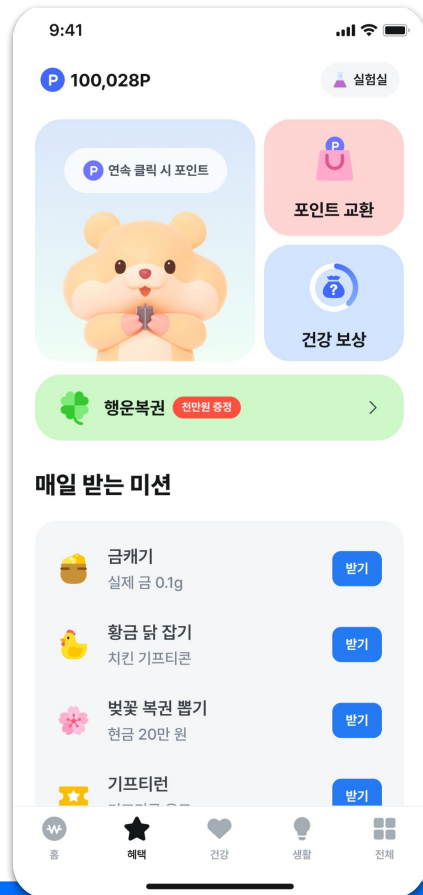 9:41
P 100,028P
실험실
P 연속 클릭 시 포인트
P
포인트 교환
?
건강 보상
행운복권 천만원 증정
매일 받는 미션
금캐기
실제 금 0.1g
받기
황금 닭 잡기
치킨 기프티콘
받기
벚꽃 복권 뽑기
현금 20만 원
받기
기프티런
받기
홈
혜택
건강
생활
전체